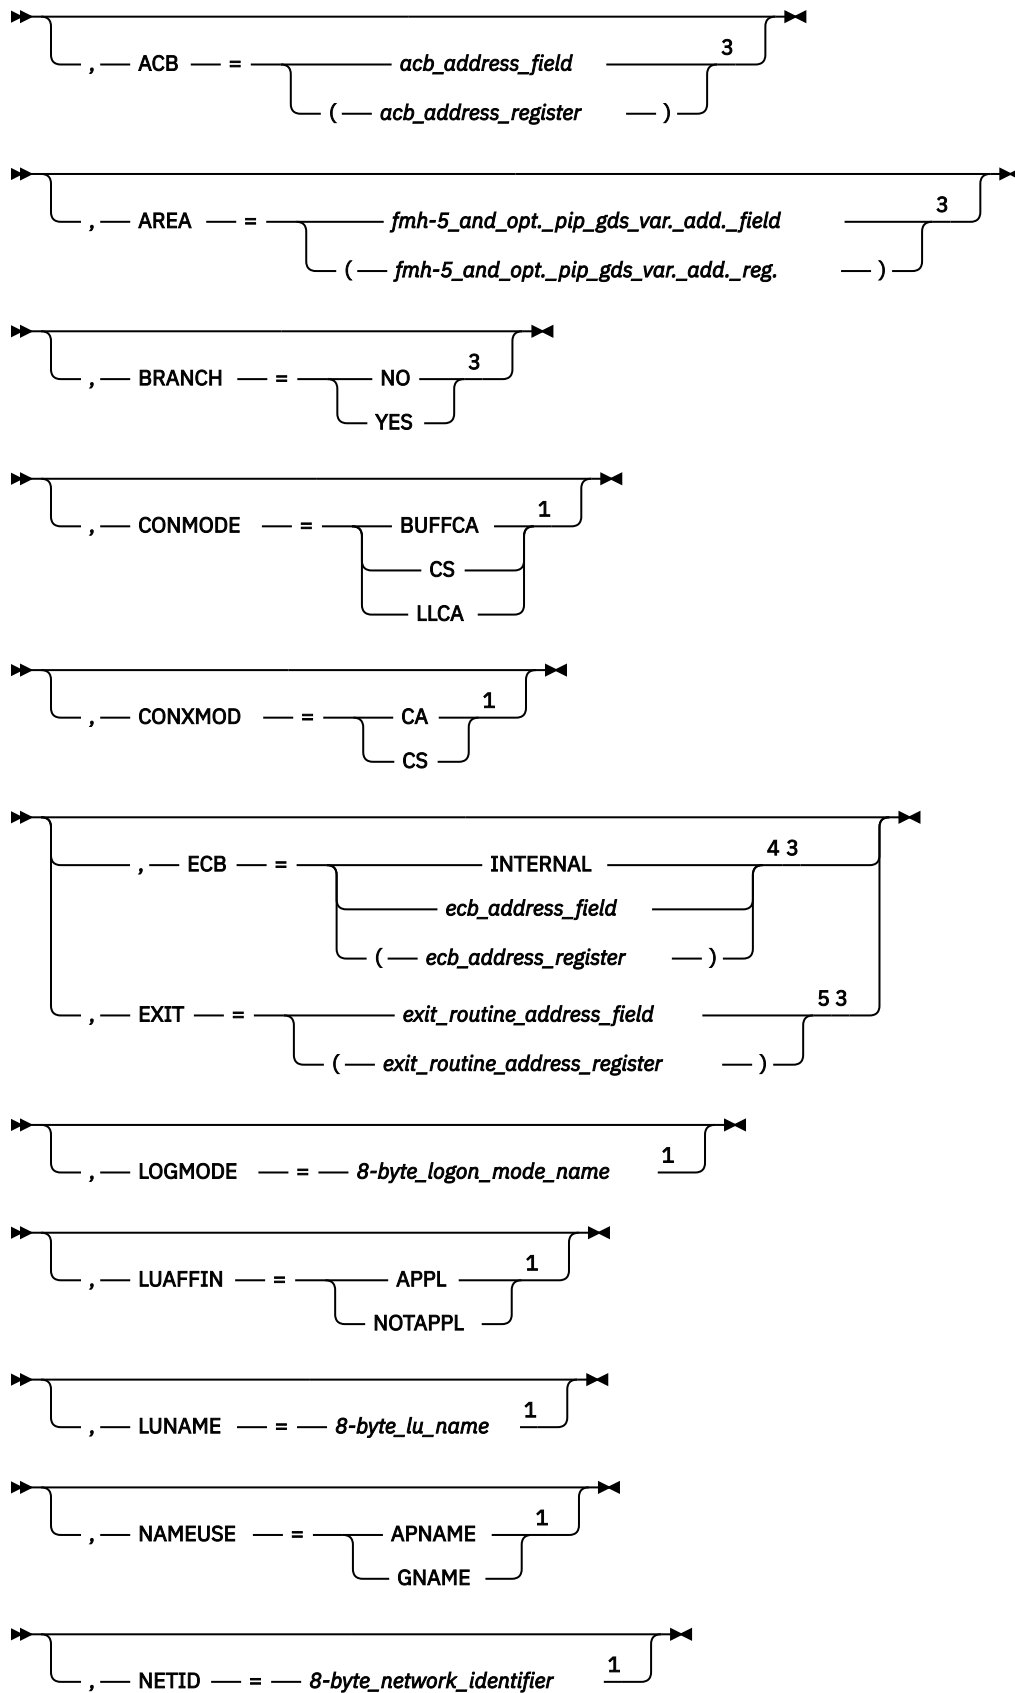 , ACB = acb_address_field 3
( acb_address_register )
, AREA = fmh-5_and_opt._pip_gds_var._add._field 3
( fmh-5_and_opt._pip_gds_var._add._reg. )
, BRANCH = NO 3
YES
, CONMODE = BUFFCA 1
CS
LLCA
, CONXMOD = CA 1
CS
, ECB = INTERNAL 4 3
ecb_address_field
( ecb_address_register )
, EXIT = exit_routine_address_field 5 3
( exit_routine_address_register )
, LOGMODE = 8-byte_logon_mode_name 1
, LUAFFIN = APPL 1
NOTAPPL
, LUNAME = 8-byte_lu_name 1
, NAMEUSE = APNAME 1
GNAME
, NETID = 8-byte_network_identifier 1